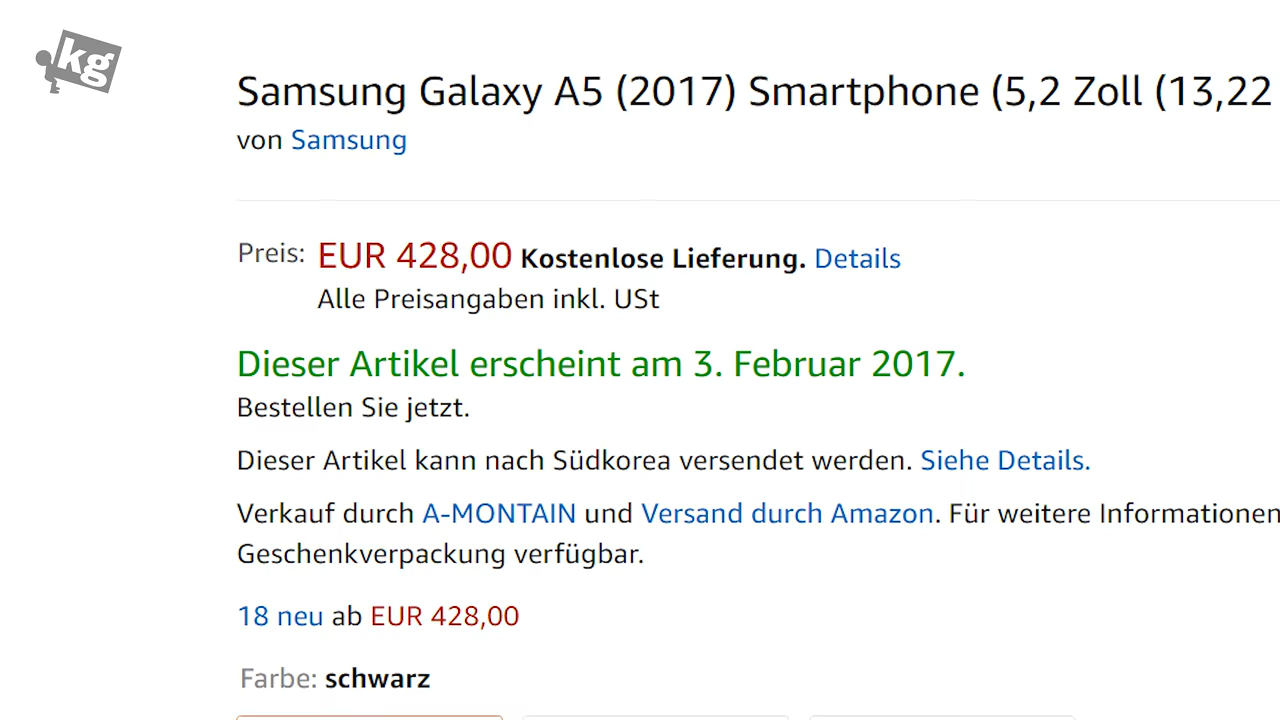 kg
Samsung Galaxy A5 (2017) Smartphone (5,2 Zoll (13,22
von Samsung
Preis: EUR 428,00 Kostenlose Lieferung. Details
Alle Preisangaben inkl. USt
Dieser Artikel erscheint am 3. Februar 2017.
Bestellen Sie jetzt.
Dieser Artikel kann nach Südkorea versendet werden. Siehe Details.
Verkauf durch A-MONTAIN und Versand durch Amazon. Für weitere Informationen
Geschenkverpackung verfügbar.
18 neu ab EUR 428,00
Farbe: schwarz